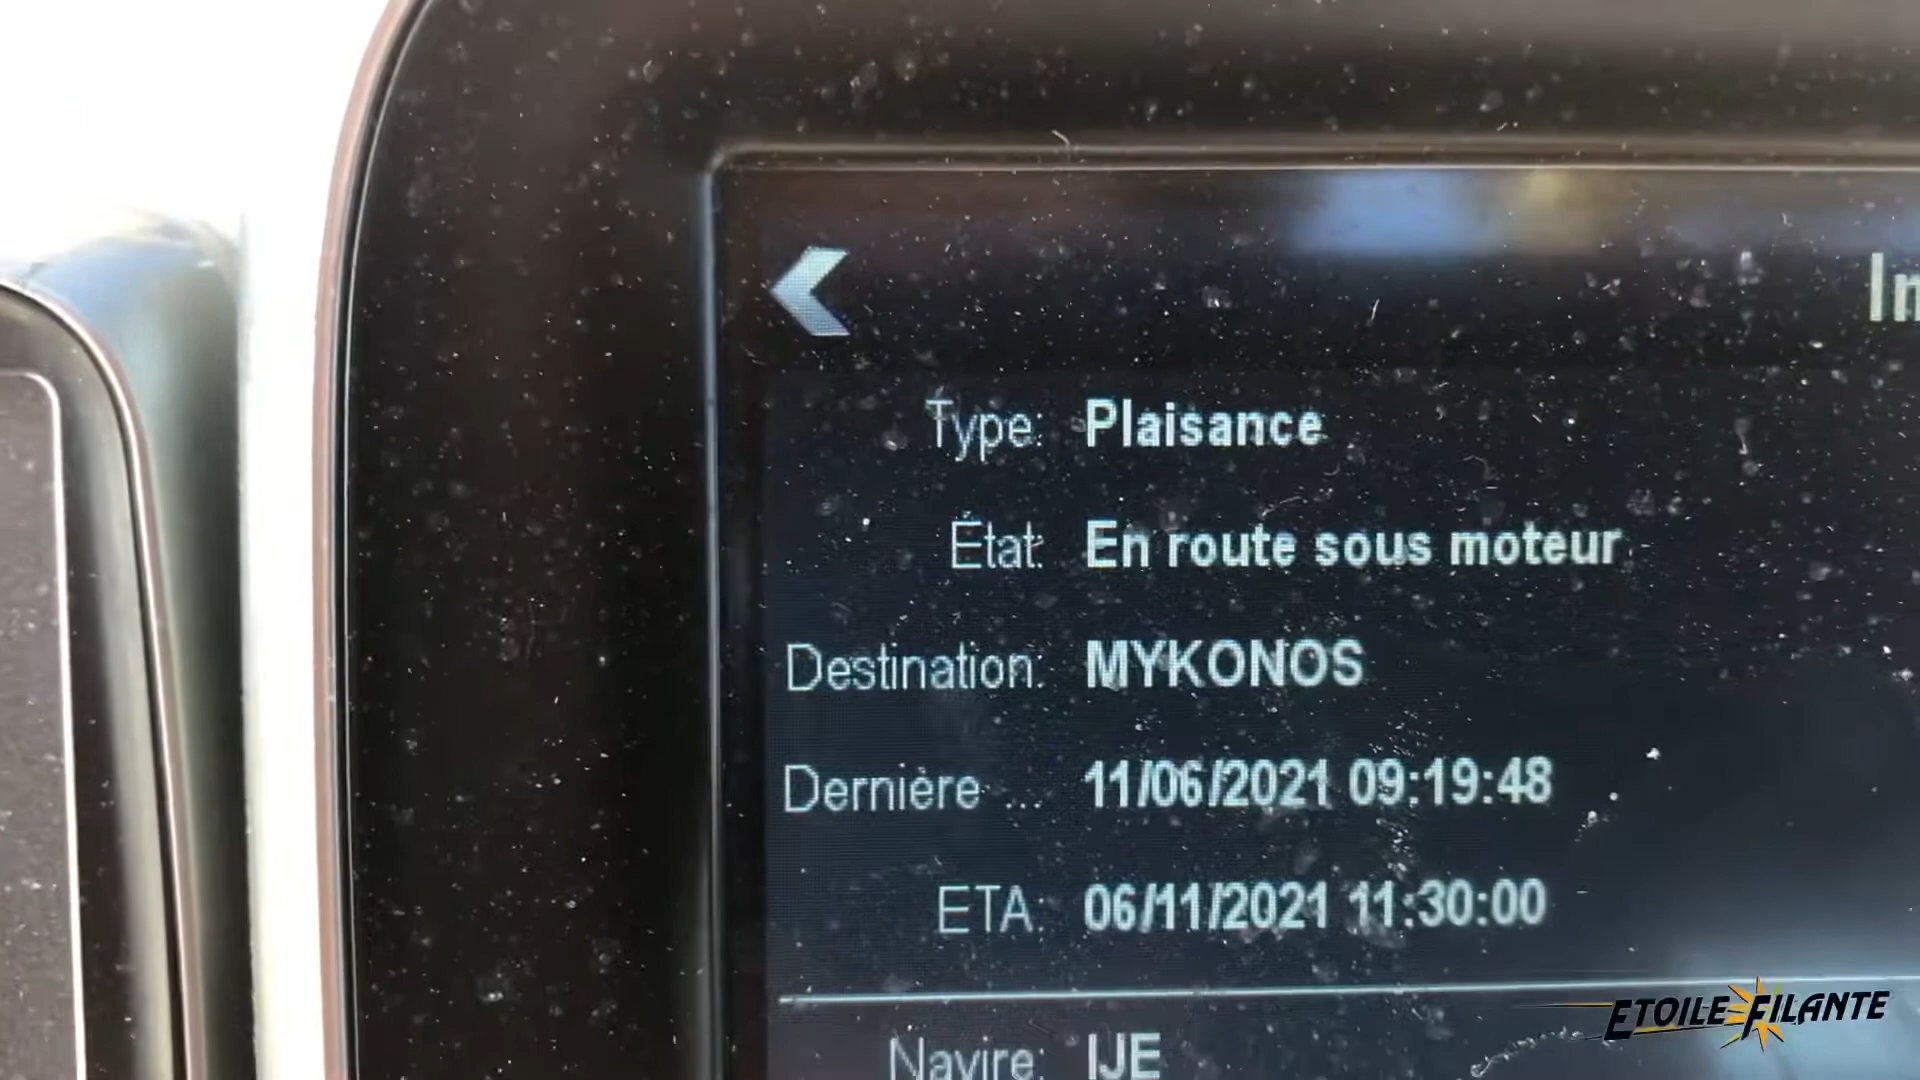 In
Type: Plaisance
État: En route sous moteur
Destination: MYKONOS
Dernière ... 11/06/2021 09:19:48
ETA: 06/11/2021 11:30:00
Navire: IJE
ETOILE FILANTE